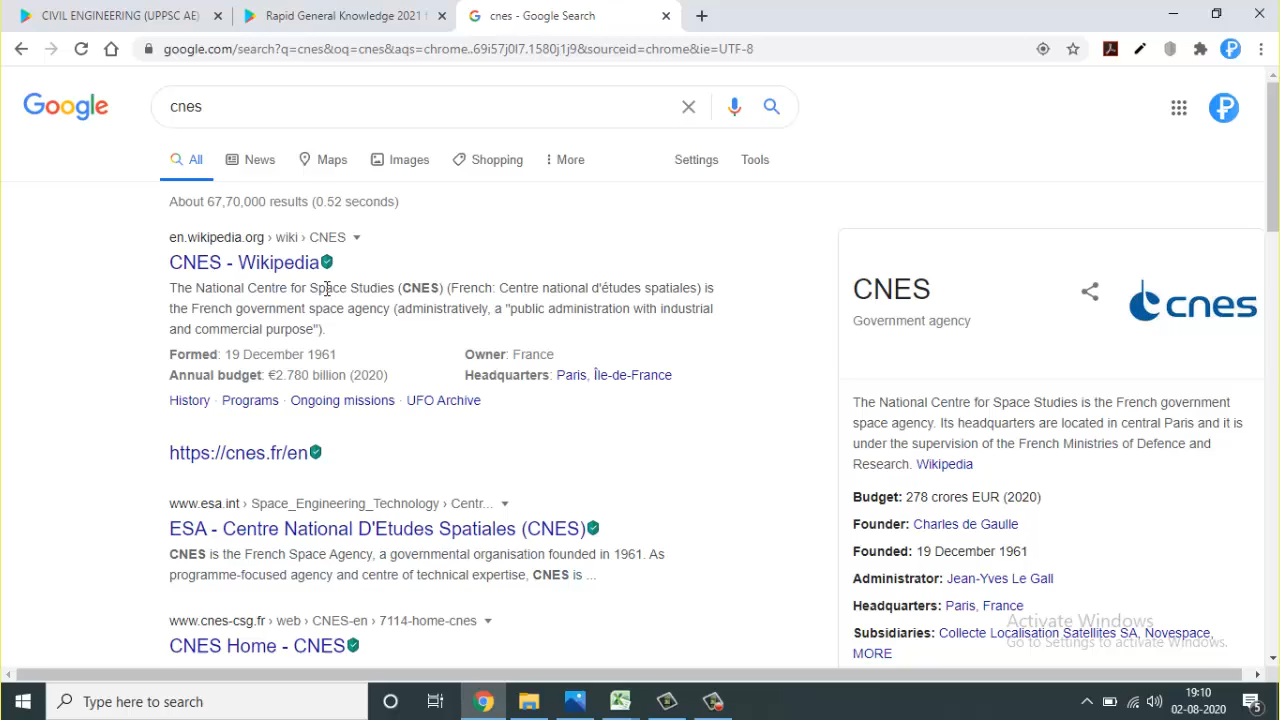 CIVIL ENGINEERING (UPPSC AE)
Rapid General Knowledge 2021 f
cnes - Google Search
google.com/search?q=cnes&oq=cnes&aqs=chrome..69i57j0l7.1580j1j9&sourceid=chrome&ie=UTF-8
Google
cnes
All News Maps Images Shopping More Settings Tools
About 67,70,000 results (0.52 seconds)
en.wikipedia.org › wiki › CNES
CNES - Wikipedia
The National Centre for Space Studies (CNES) (French: Centre national d'études spatiales) is
the French government space agency (administratively, a "public administration with industrial
and commercial purpose").
Formed: 19 December 1961 Owner: France
Annual budget: €2.780 billion (2020) Headquarters: Paris, Île-de-France
History · Programs · Ongoing missions · UFO Archive
https://cnes.fr/en
www.esa.int › Space_Engineering_Technology › Centr...
ESA - Centre National D'Etudes Spatiales (CNES)
CNES is the French Space Agency, a governmental organisation founded in 1961. As
programme-focused agency and centre of technical expertise, CNES is ...
www.cnes-csg.fr › web › CNES-en › 7114-home-cnes
CNES Home - CNES
CNES
Government agency
cnes
The National Centre for Space Studies is the French government
space agency. Its headquarters are located in central Paris and it is
under the supervision of the French Ministries of Defence and
Research. Wikipedia
Budget: 278 crores EUR (2020)
Founder: Charles de Gaulle
Founded: 19 December 1961
Administrator: Jean-Yves Le Gall
Headquarters: Paris, France
Subsidiaries: Collecte Localisation Satellites SA, Novespace,
MORE
Activate Windows
Go to Settings to activate Windows.
Type here to search
19:10
02-08-2020
5